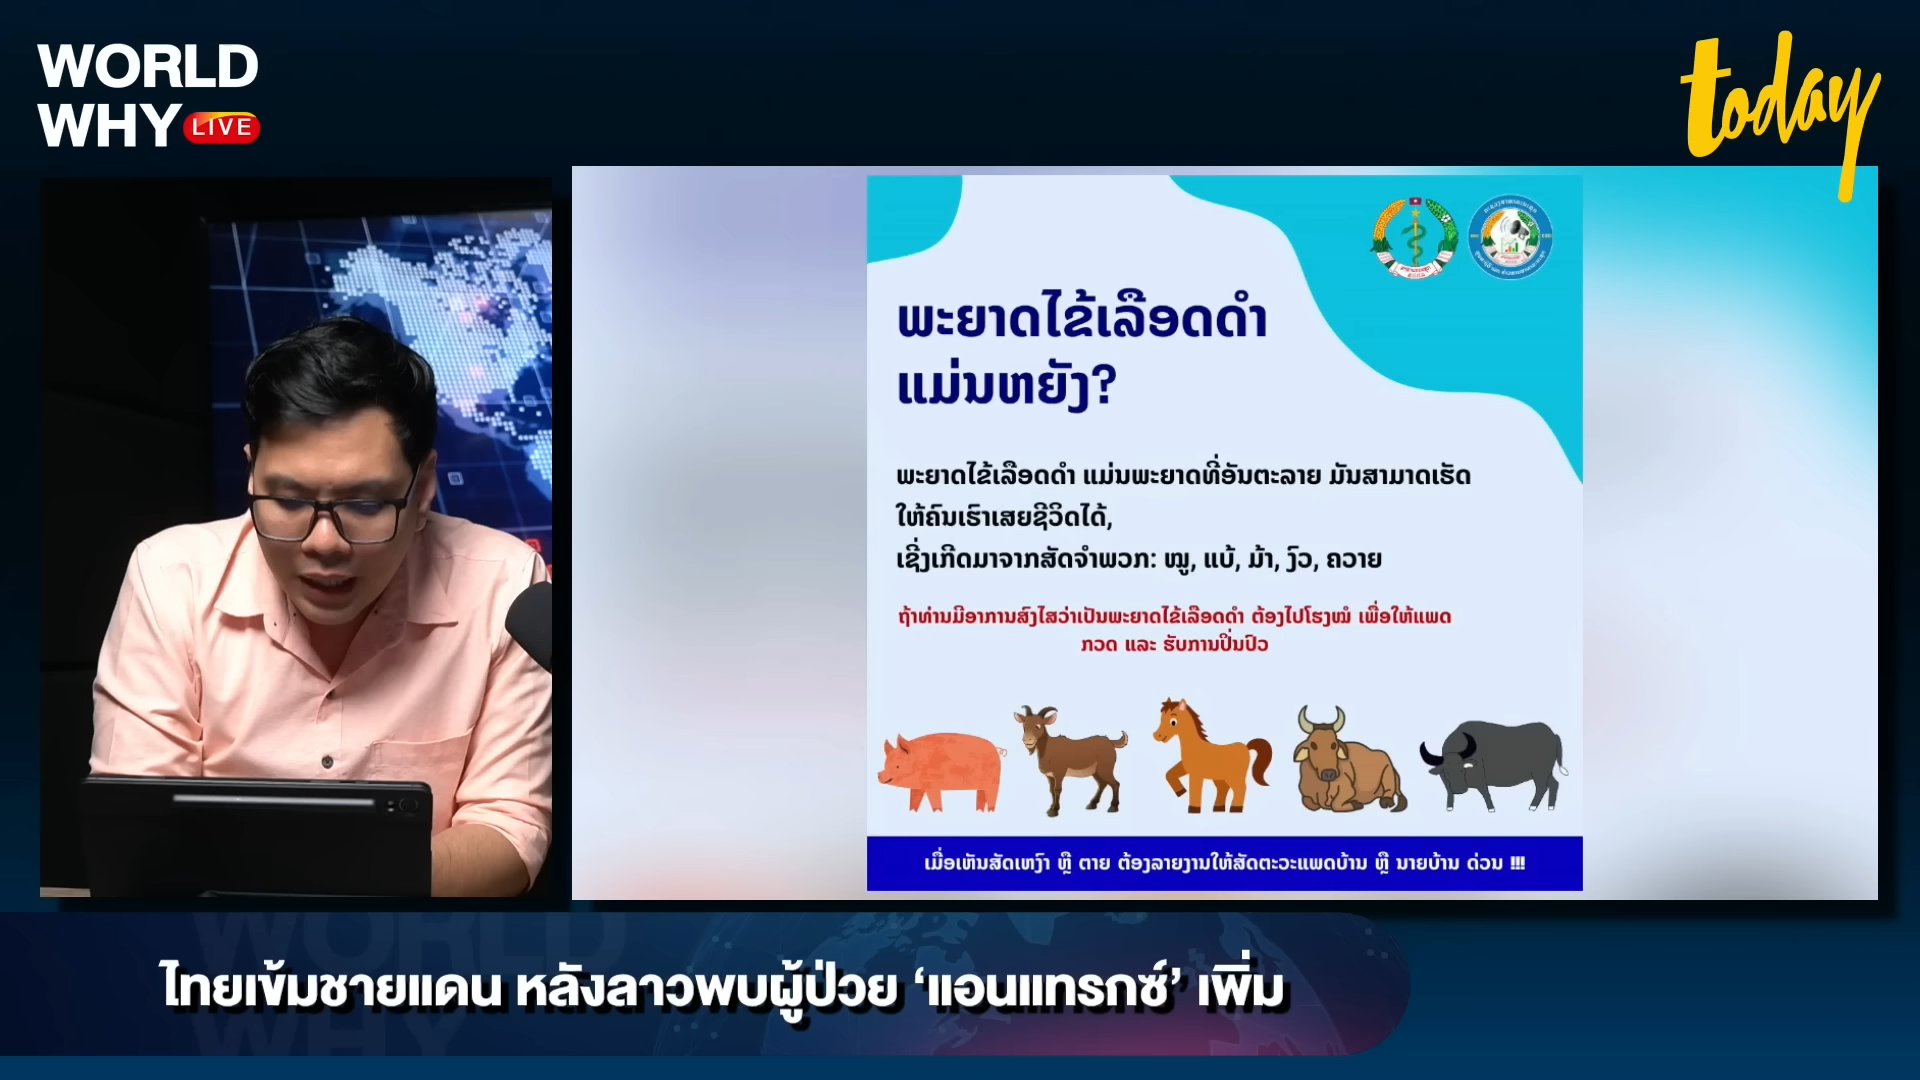 WORLD
WHY LIVE
today
ພະຍາດໄຂ້ເລືອດດຳ
ແມ່ນຫຍັງ?
ພະຍາດໄຂ້ເລືອດດຳ ແມ່ນພະຍາດທີ່ອັນຕະລາຍ ມັນສາມາດເຮັດ
ໃຫ້ຄົນເຮົາເສຍຊີວິດໄດ້,
ເຊິ່ງເກີດມາຈາກສັດຈຳພວກ: ໝູ, ແບ້, ມ້າ, ງົວ, ຄວາຍ
ຖ້າທ່ານມີອາການສົງໄສວ່າເປັນພະຍາດໄຂ້ເລືອດດຳ ຕ້ອງໄປໂຮງໝໍ ເພື່ອໃຫ້ແພດ
ກວດ ແລະ ຮັບການປິ່ນປົວ
ເມື່ອເຫັນສັດເຫງົາ ຫຼື ຕາຍ ຕ້ອງລາຍງານໃຫ້ສັດຕະວະແພດບ້ານ ຫຼື ນາຍບ້ານ ດ່ວນ !!!
ไทยเข้มชายแดน หลังลาวพบผู้ป่วย ‘แอนแทรกซ์’ เพิ่ม